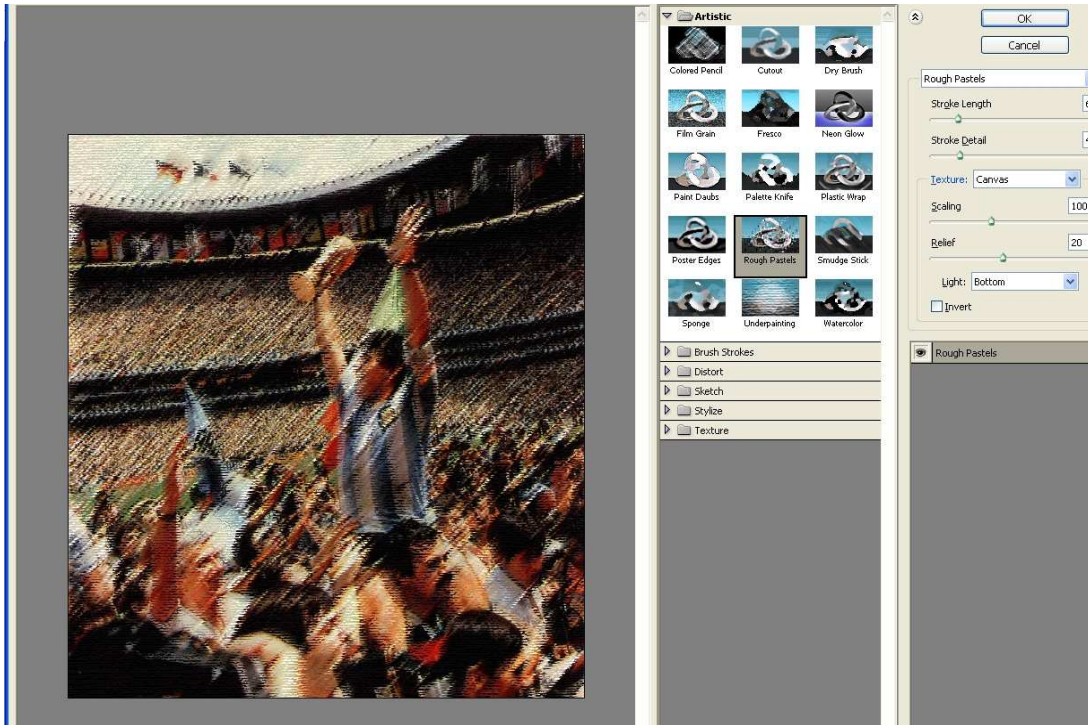 Artistic
Colored Pencil
Cutout
Dry Brush
Film Grain
Fresco
Neon Glow
Paint Daubs
Palette Knife
Plastic Wrap
Poster Edges
Rough Pastels
Smudge Stick
Sponge
Underpainting
Watercolor
Brush Strokes
Distort
Sketch
Stylize
Texture
OK
Cancel
Rough Pastels
Stroke Length 6
Stroke Detail 4
Texture: Canvas
Scaling 100
Relief 20
Light: Bottom
Invert
Rough Pastels